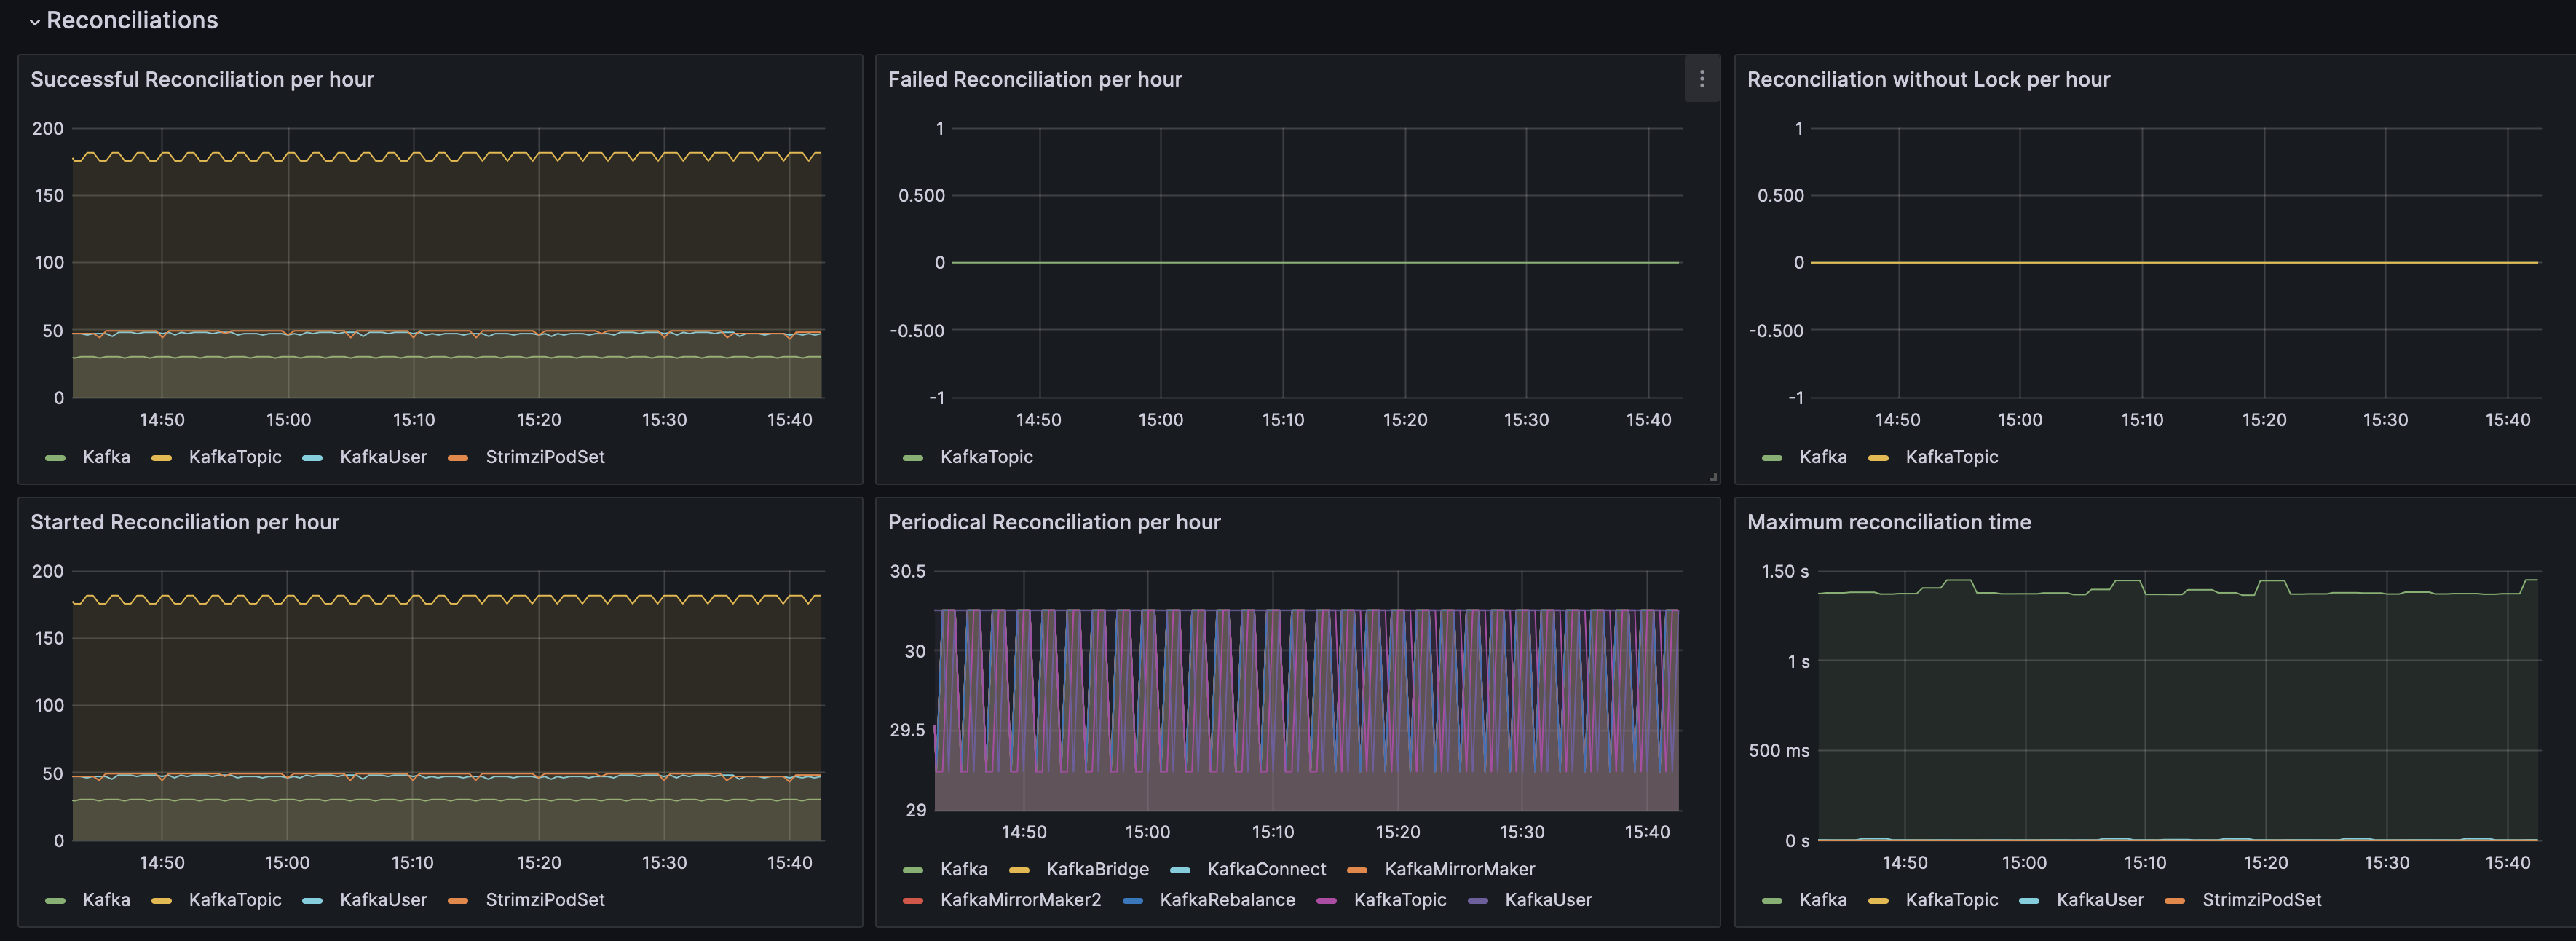 Reconciliations
Successful Reconciliation per hour
200
150
100
50
0
14:50 15:00 15:10 15:20 15:30 15:40
Kafka KafkaTopic KafkaUser StrimziPodSet
Failed Reconciliation per hour
1
0.500
0
-0.500
-1
14:50 15:00 15:10 15:20 15:30 15:40
KafkaTopic
Reconciliation without Lock per hour
1
0.500
0
-0.500
-1
14:50 15:00 15:10 15:20 15:30 15:40
Kafka KafkaTopic
Started Reconciliation per hour
200
150
100
50
0
14:50 15:00 15:10 15:20 15:30 15:40
Kafka KafkaTopic KafkaUser StrimziPodSet
Periodical Reconciliation per hour
30.5
30
29.5
29
14:50 15:00 15:10 15:20 15:30 15:40
Kafka KafkaBridge KafkaConnect KafkaMirrorMaker
KafkaMirrorMaker2 KafkaRebalance KafkaTopic KafkaUser
Maximum reconciliation time
1.50 s
1 s
500 ms
0 s
14:50 15:00 15:10 15:20 15:30 15:40
Kafka KafkaTopic KafkaUser StrimziPodSet